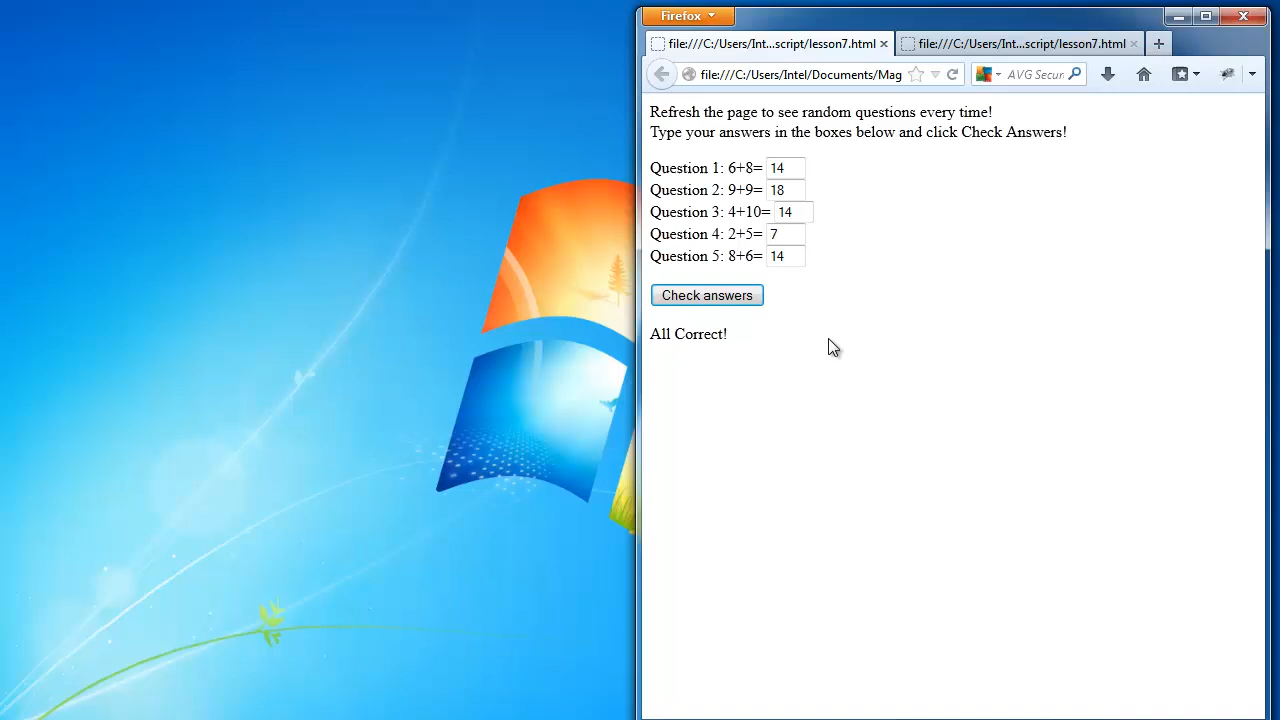 Firefox
file:///C:/Users/Int...script/lesson7.html
file:///C:/Users/Int...script/lesson7.html
file:///C:/Users/Intel/Documents/Mag
AVG Secur
Refresh the page to see random questions every time!
Type your answers in the boxes below and click Check Answers!
Question 1: 6+8= 14
Question 2: 9+9= 18
Question 3: 4+10= 14
Question 4: 2+5= 7
Question 5: 8+6= 14
Check answers
All Correct!